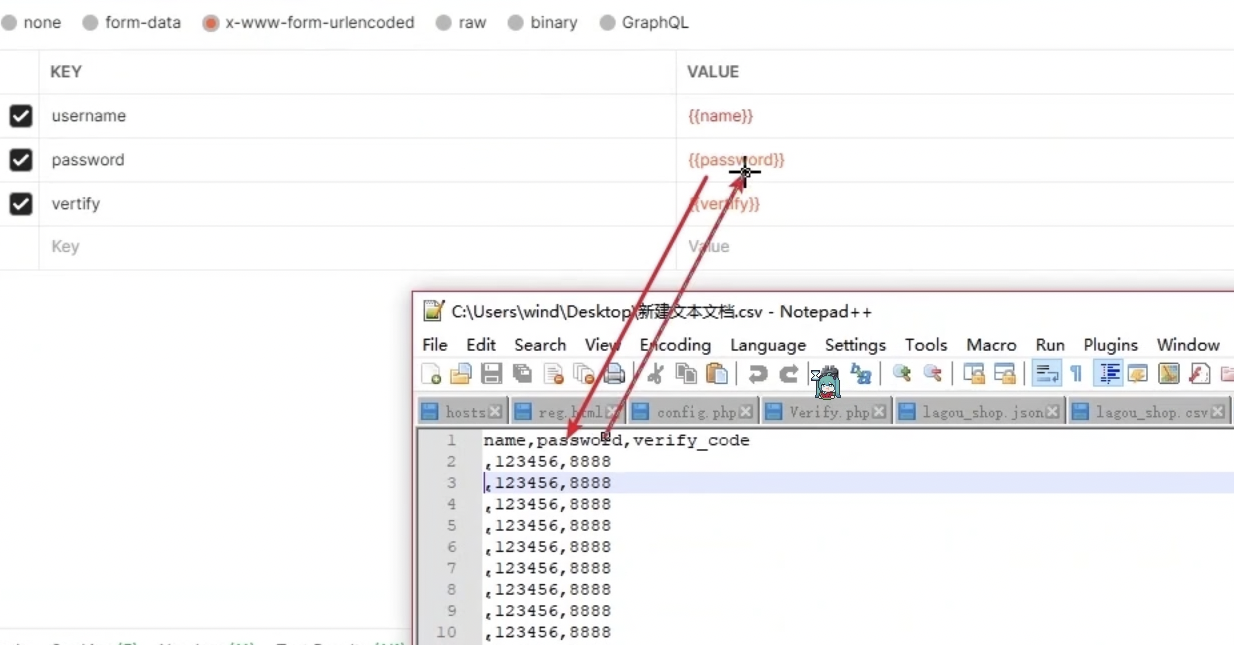 none form-data x-www-form-urlencoded raw binary GraphQL
KEY VALUE
username {{name}}
password {{password}}
vertify {{vertify}}
Key Value
C:\Users\wind\Desktop\新建文本文档.csv - Notepad++
File Edit Search View Encoding Language Settings Tools Macro Run Plugins Window
hosts reg.html config.php Verify.php lagou_shop.json lagou_shop.csv
1 name,password,verify_code
2 ,123456,8888
3 ,123456,8888
4 ,123456,8888
5 ,123456,8888
6 ,123456,8888
7 ,123456,8888
8 ,123456,8888
9 ,123456,8888
10 ,123456,8888